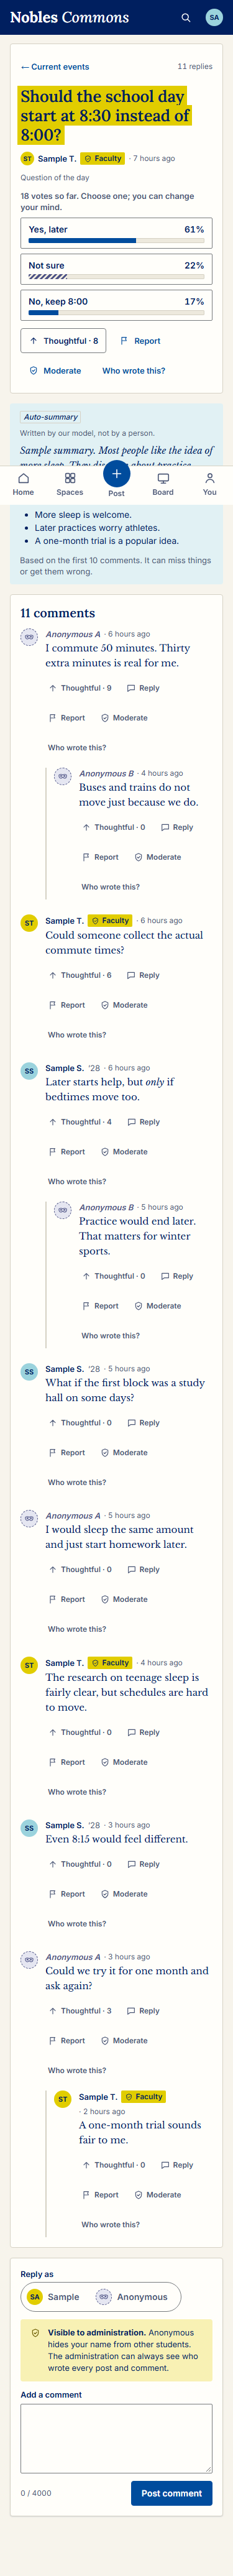 Nobles Commons
SA
← Current events
11 replies
Should the school day
start at 8:30 instead of
8:00?
ST Sample T. Faculty · 7 hours ago
Question of the day
18 votes so far. Choose one; you can change
your mind.
Yes, later 61%
Not sure 22%
No, keep 8:00 17%
Thoughtful · 8 Report
Moderate Who wrote this?
Auto-summary
Written by our model, not by a person.
Sample summary. Most people like the idea of
Home Spaces Post Board You
More sleep is welcome.
Later practices worry athletes.
A one-month trial is a popular idea.
Based on the first 10 comments. It can miss things
or get them wrong.
11 comments
Anonymous A · 6 hours ago
I commute 50 minutes. Thirty
extra minutes is real for me.
Thoughtful · 9 Reply
Report Moderate
Who wrote this?
Anonymous B · 4 hours ago
Buses and trains do not
move just because we do.
Thoughtful · 0 Reply
Report Moderate
Who wrote this?
ST Sample T. Faculty · 6 hours ago
Could someone collect the actual
commute times?
Thoughtful · 6 Reply
Report Moderate
Who wrote this?
SS Sample S. '28 · 6 hours ago
Later starts help, but only if
bedtimes move too.
Thoughtful · 4 Reply
Report Moderate
Who wrote this?
Anonymous B · 5 hours ago
Practice would end later.
That matters for winter
sports.
Thoughtful · 0 Reply
Report Moderate
Who wrote this?
SS Sample S. '28 · 5 hours ago
What if the first block was a study
hall on some days?
Thoughtful · 0 Reply
Report Moderate
Who wrote this?
Anonymous A · 5 hours ago
I would sleep the same amount
and just start homework later.
Thoughtful · 0 Reply
Report Moderate
Who wrote this?
ST Sample T. Faculty · 4 hours ago
The research on teenage sleep is
fairly clear, but schedules are hard
to move.
Thoughtful · 0 Reply
Report Moderate
Who wrote this?
SS Sample S. '28 · 3 hours ago
Even 8:15 would feel different.
Thoughtful · 0 Reply
Report Moderate
Who wrote this?
Anonymous A · 3 hours ago
Could we try it for one month and
ask again?
Thoughtful · 3 Reply
Report Moderate
Who wrote this?
ST Sample T. Faculty
· 2 hours ago
A one-month trial sounds
fair to me.
Thoughtful · 0 Reply
Report Moderate
Who wrote this?
Reply as
SA Sample Anonymous
Visible to administration. Anonymous
hides your name from other students.
The administration can always see who
wrote every post and comment.
Add a comment
0 / 4000
Post comment